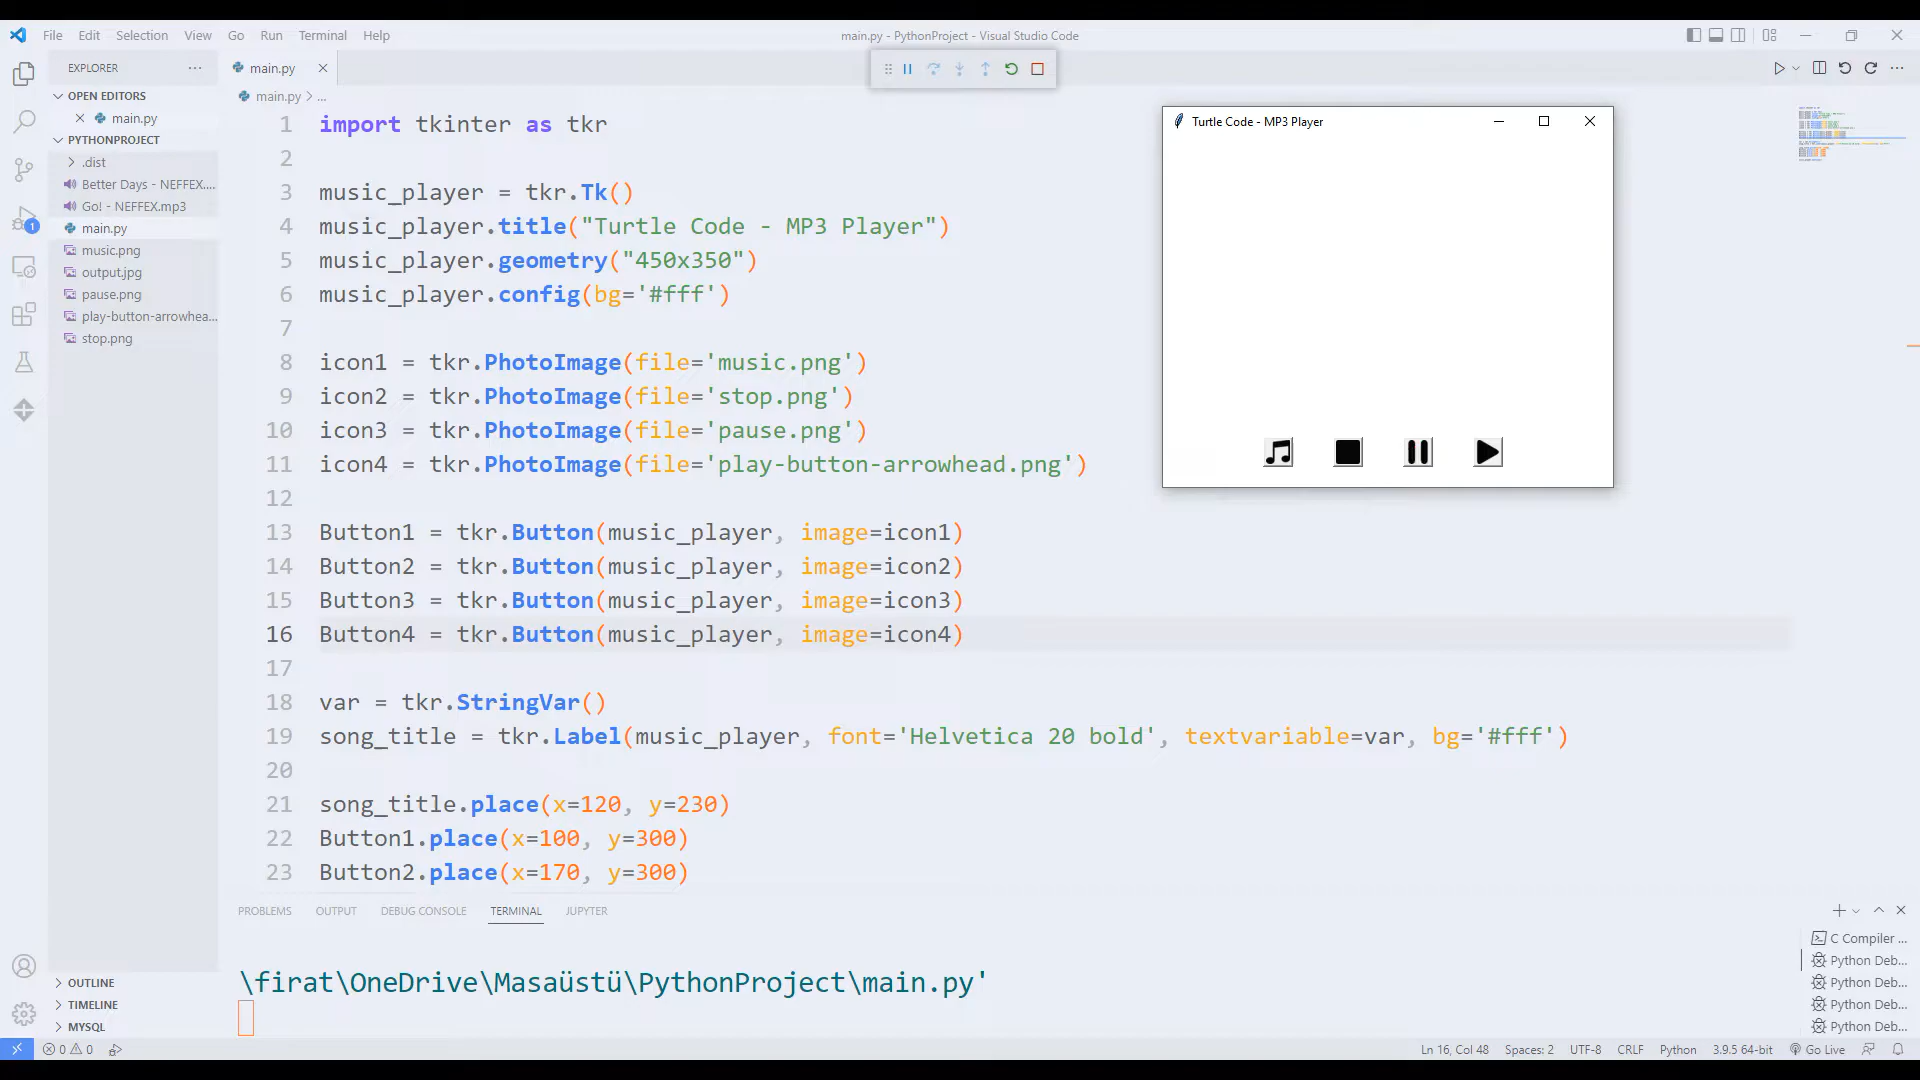 File Edit Selection View Go Run Terminal Help
main.py - PythonProject - Visual Studio Code
EXPLORER
main.py
OPEN EDITORS
main.py
PYTHONPROJECT
.dist
Better Days - NEFFEX....
Go! - NEFFEX.mp3
main.py
music.png
output.jpg
pause.png
play-button-arrowhea...
stop.png
OUTLINE
TIMELINE
MYSQL
main.py > ...
1 import tkinter as tkr
2
3 music_player = tkr.Tk()
4 music_player.title("Turtle Code - MP3 Player")
5 music_player.geometry("450x350")
6 music_player.config(bg='#fff')
7
8 icon1 = tkr.PhotoImage(file='music.png')
9 icon2 = tkr.PhotoImage(file='stop.png')
10 icon3 = tkr.PhotoImage(file='pause.png')
11 icon4 = tkr.PhotoImage(file='play-button-arrowhead.png')
12
13 Button1 = tkr.Button(music_player, image=icon1)
14 Button2 = tkr.Button(music_player, image=icon2)
15 Button3 = tkr.Button(music_player, image=icon3)
16 Button4 = tkr.Button(music_player, image=icon4)
17
18 var = tkr.StringVar()
19 song_title = tkr.Label(music_player, font='Helvetica 20 bold', textvariable=var, bg='#fff')
20
21 song_title.place(x=120, y=230)
22 Button1.place(x=100, y=300)
23 Button2.place(x=170, y=300)
Turtle Code - MP3 Player
PROBLEMS OUTPUT DEBUG CONSOLE TERMINAL JUPYTER
\firat\OneDrive\Masaüstü\PythonProject\main.py'
C Compiler ...
Python Deb...
Python Deb...
Python Deb...
Python Deb...
1
0 0
Ln 16, Col 48 Spaces: 2 UTF-8 CRLF Python 3.9.5 64-bit Go Live